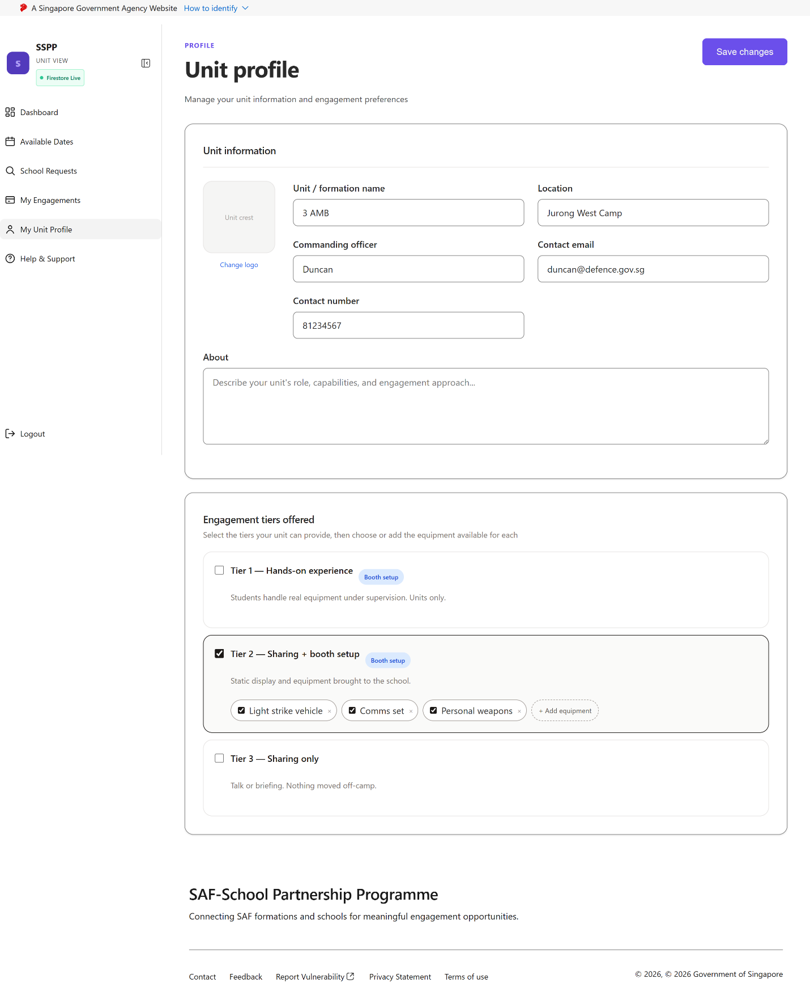 A Singapore Government Agency Website How to identify
SSPP
S
UNIT VIEW
Firestore Live
Dashboard
Available Dates
School Requests
My Engagements
My Unit Profile
Help & Support
Logout
PROFILE
Unit profile
Manage your unit information and engagement preferences
Save changes
Unit information
Unit crest
Change logo
Unit / formation name
3 AMB
Location
Jurong West Camp
Commanding officer
Duncan
Contact email
duncan@defence.gov.sg
Contact number
81234567
About
Describe your unit's role, capabilities, and engagement approach...
Engagement tiers offered
Select the tiers your unit can provide, then choose or add the equipment available for each
Tier 1 — Hands-on experience Booth setup
Students handle real equipment under supervision. Units only.
Tier 2 — Sharing + booth setup Booth setup
Static display and equipment brought to the school.
Light strike vehicle × Comms set × Personal weapons × + Add equipment
Tier 3 — Sharing only
Talk or briefing. Nothing moved off-camp.
SAF-School Partnership Programme
Connecting SAF formations and schools for meaningful engagement opportunities.
Contact Feedback Report Vulnerability Privacy Statement Terms of use
© 2026, © 2026 Government of Singapore